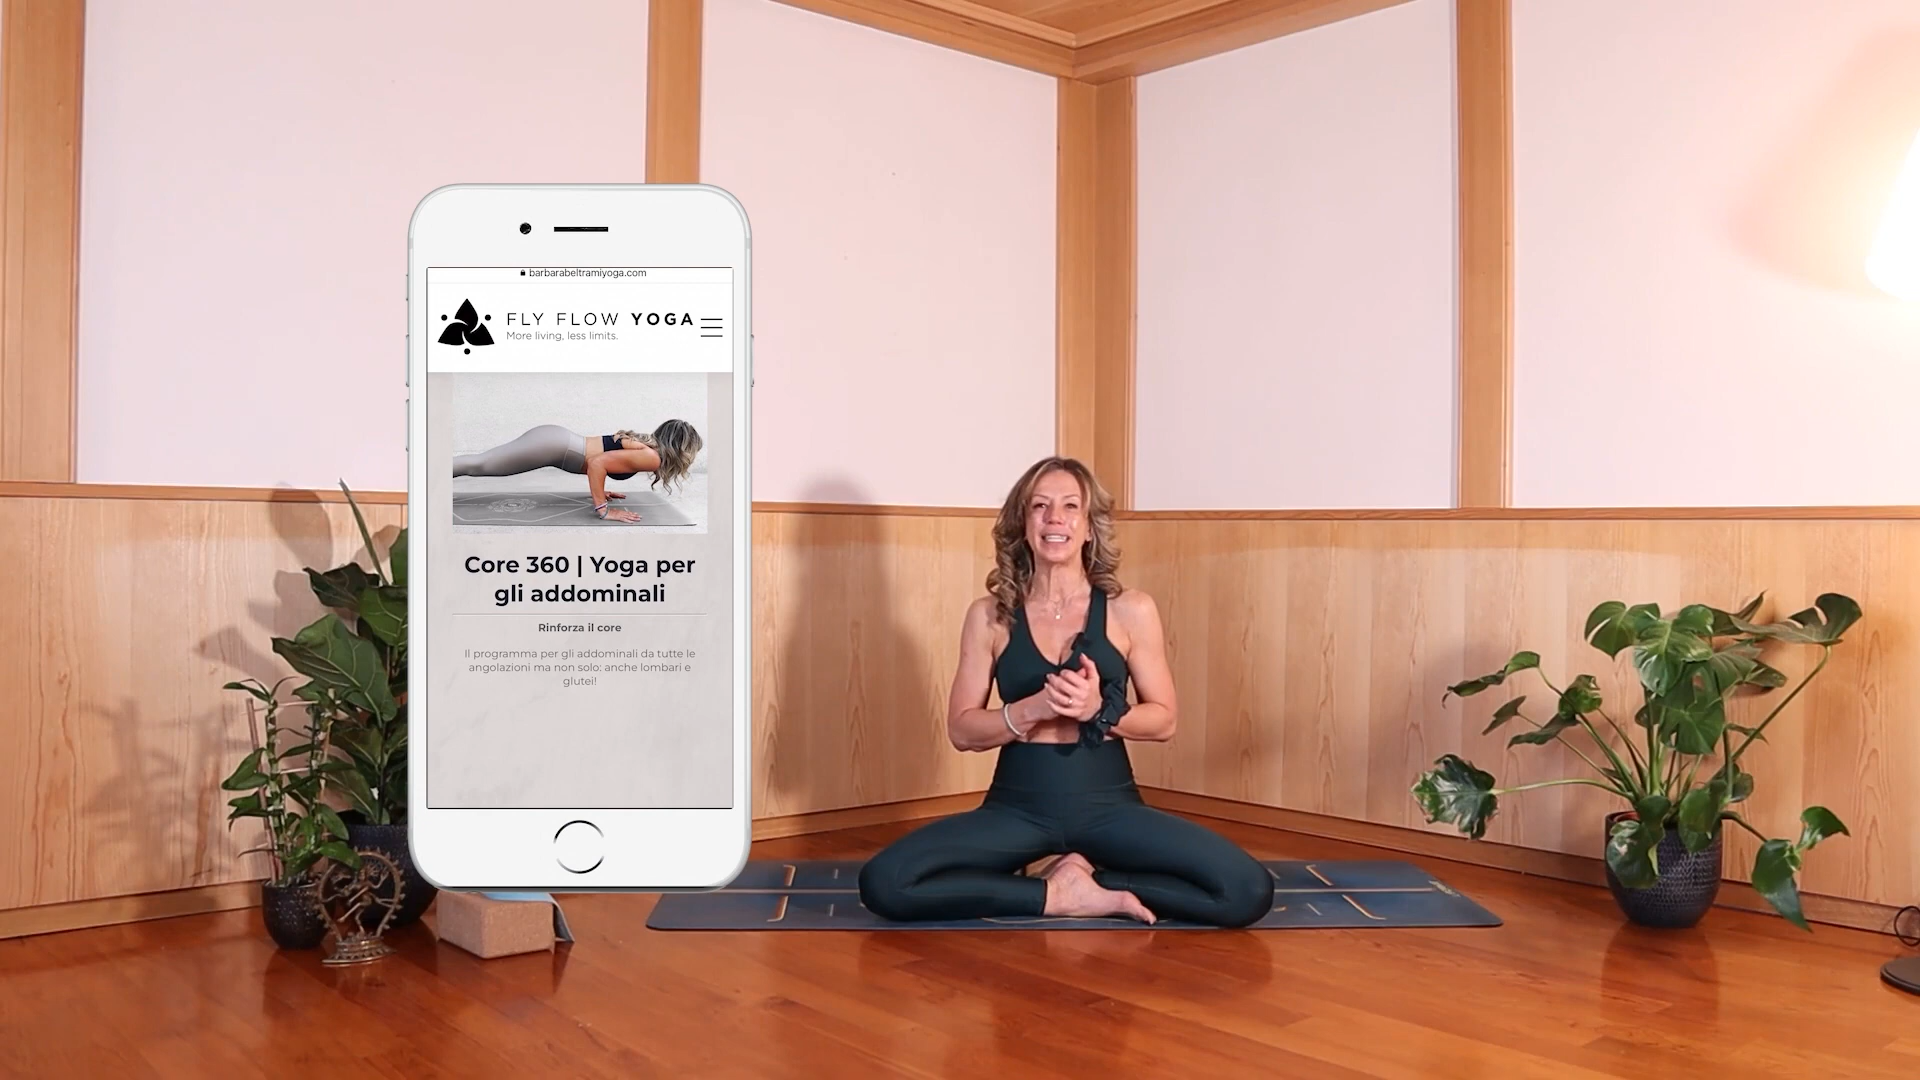 barbarabeltramiyoga.com
FLY FLOW YOGA
More living, less limits.
Core 360 | Yoga per
gli addominali
Rinforza il core
Il programma per gli addominali da tutte le
angolazioni ma non solo: anche lombari e
glutei!